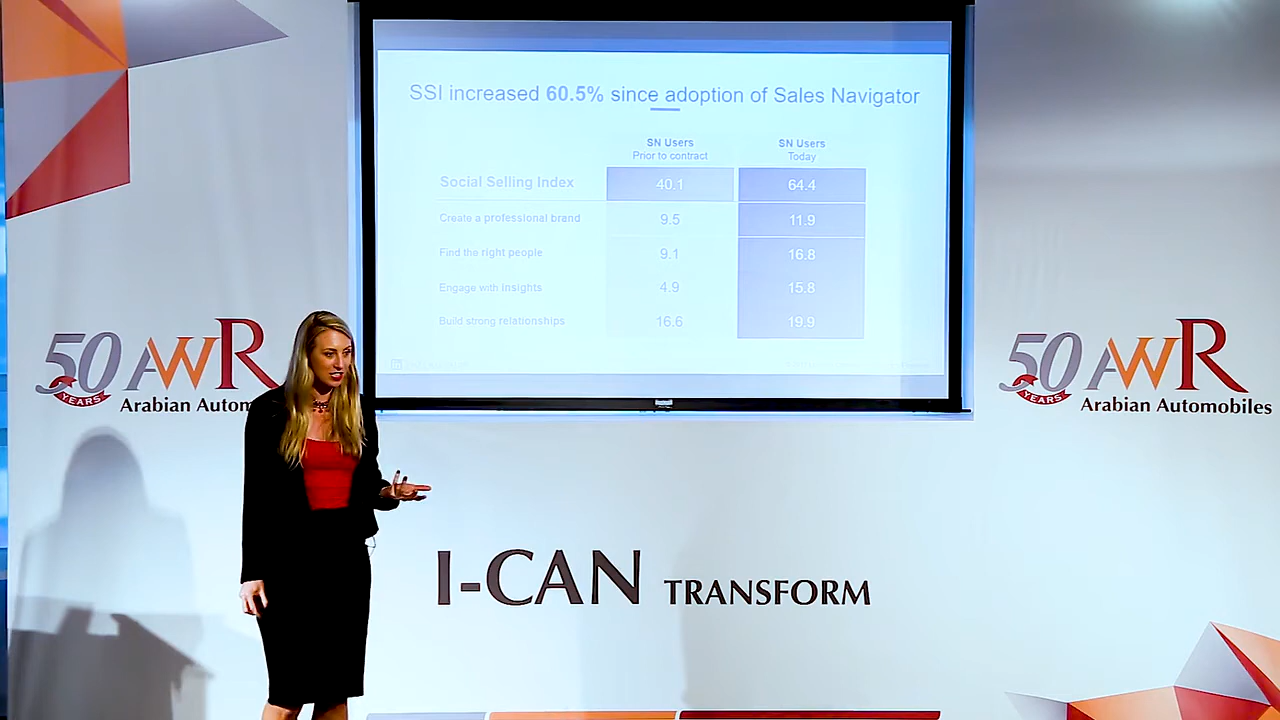 SSI increased 60.5% since adoption of Sales Navigator
SN Users
Prior to contract
SN Users
Today
Social Selling Index 40.1 64.4
Create a professional brand 9.5 11.9
Find the right people 9.1 16.8
Engage with insights 4.9 15.8
Build strong relationships 16.6 19.9
50 AWR
YEARS
Arabian Autom
50 AWR
YEARS
Arabian Automobiles
I-CAN TRANSFORM